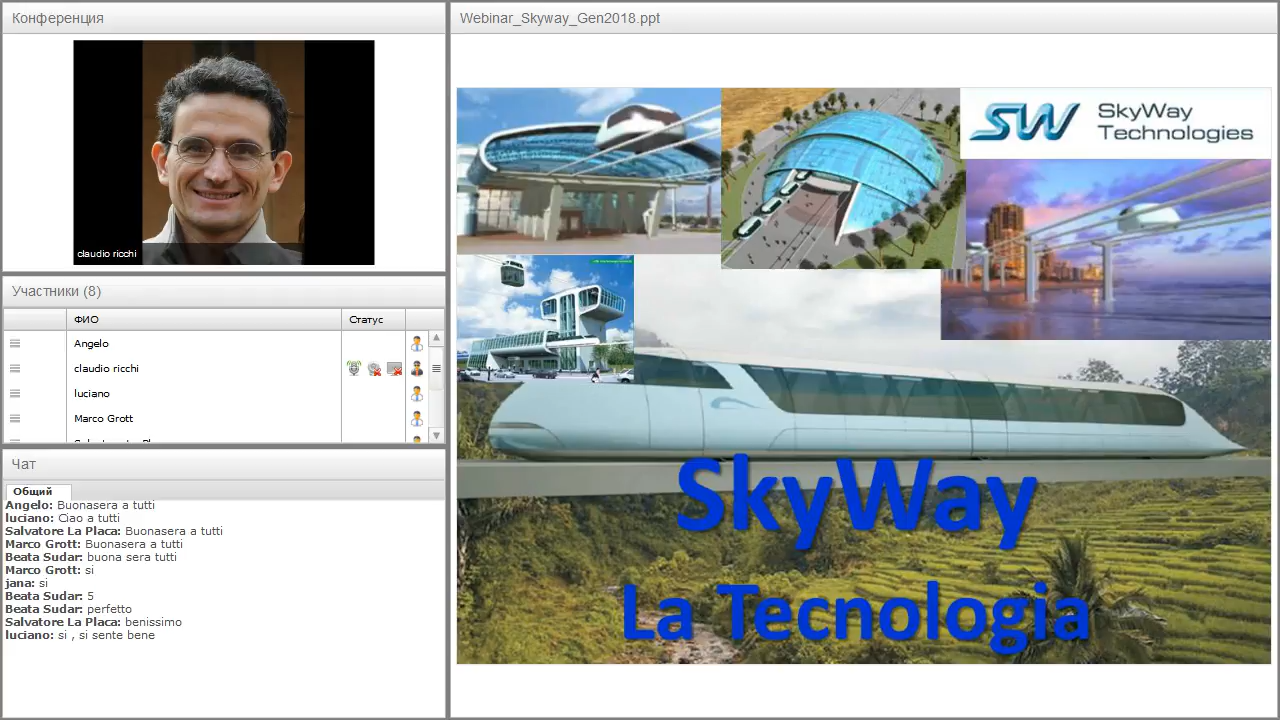 Конференция
claudio ricchi
Участники (8)
ФИО
Статус
Angelo
claudio ricchi
luciano
Marco Grott
Чат
Общий
Angelo: Buonasera a tutti
luciano: Ciao a tutti
Salvatore La Placa: Buonasera a tutti
Marco Grott: Buonasera a tutti
Beata Sudar: buona sera tutti
Marco Grott: si
jana: si
Beata Sudar: 5
Beata Sudar: perfetto
Salvatore La Placa: benissimo
luciano: si , si sente bene
Webinar_Skyway_Gen2018.ppt
SW SkyWay
Technologies
SkyWay
La Tecnologia